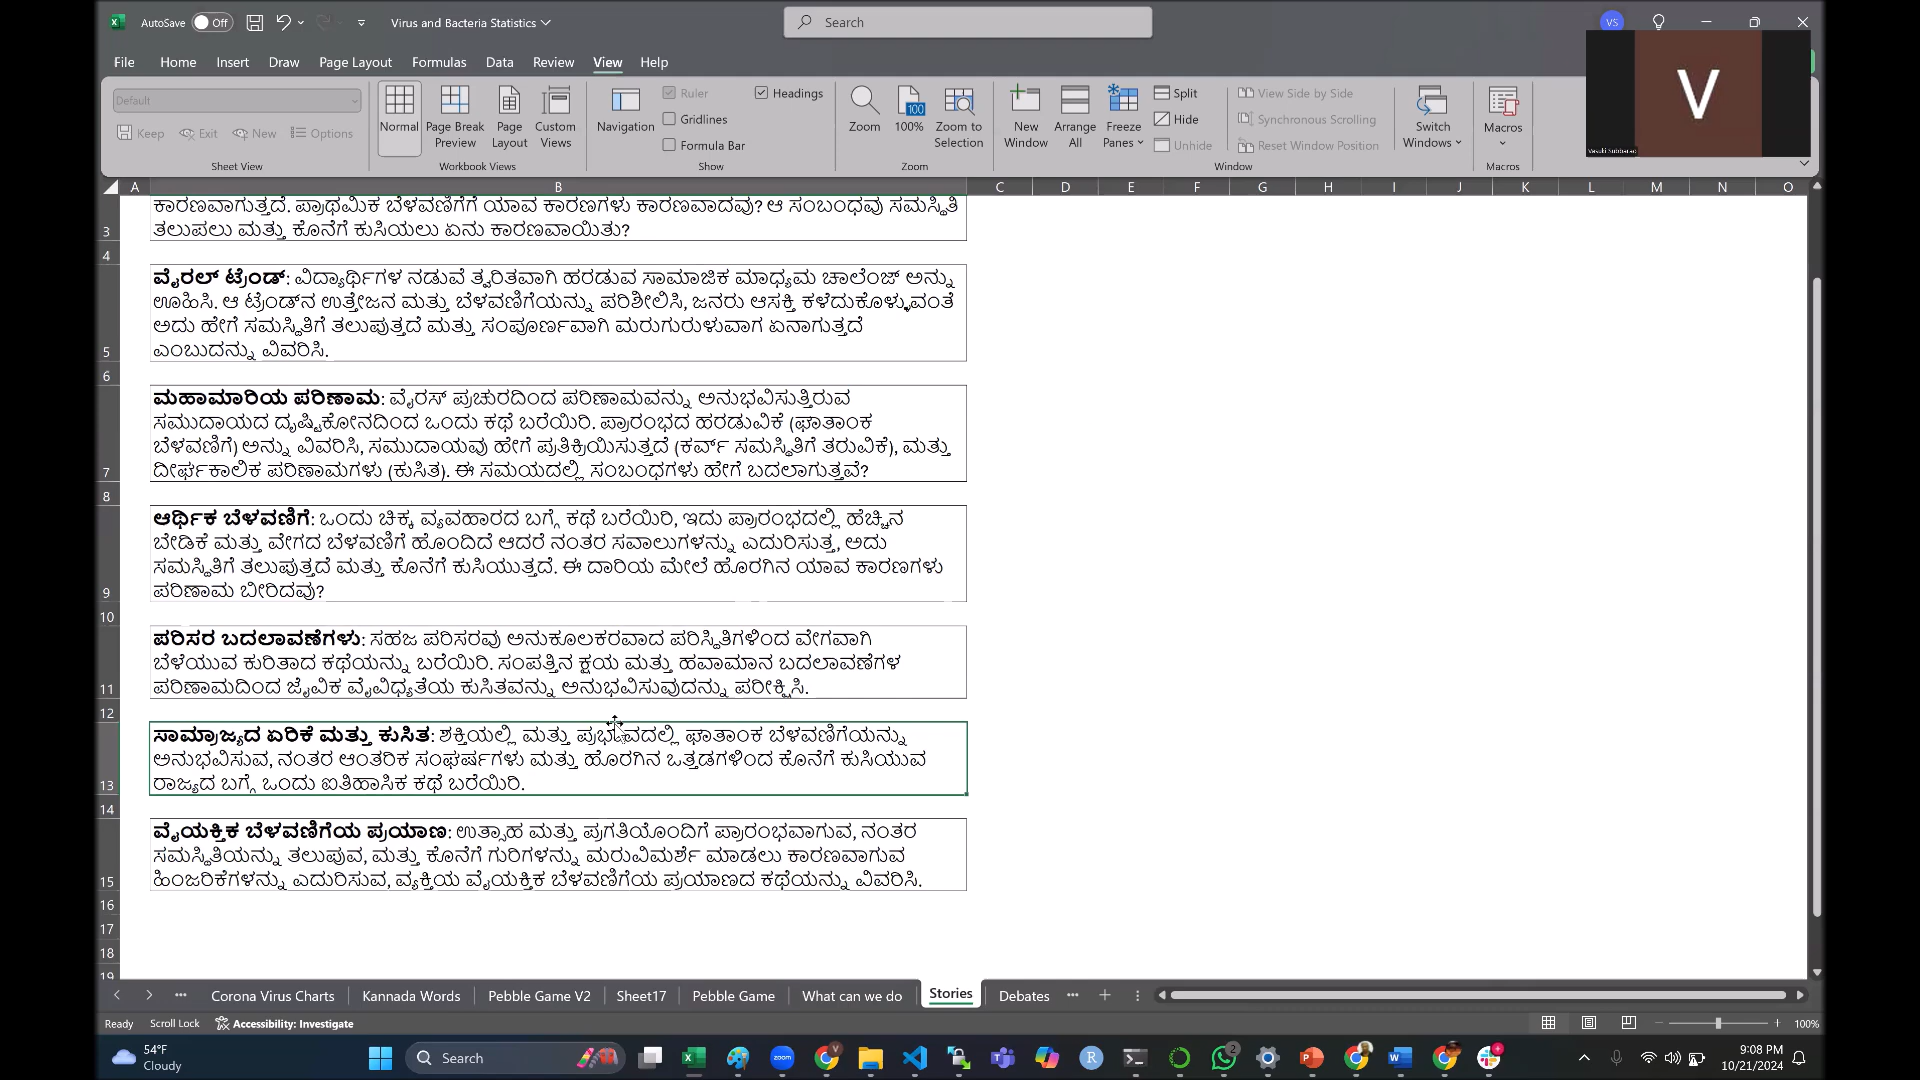 AutoSave Off Virus and Bacteria Statistics Search VS
File Home Insert Draw Page Layout Formulas Data Review View Help
Default
Keep Exit New Options
Sheet View
Normal Page Break Preview Page Layout Custom Views
Workbook Views
Navigation Ruler Gridlines Formula Bar Headings
Show
Zoom 100 100% Zoom to Selection
Zoom
New Window Arrange All Freeze Panes Split Hide Unhide
View Side by Side Synchronous Scrolling Reset Window Position Switch Windows
Window
Macros
Macros
V
Vasuki Subbarao
A B C D E F G H I J K L M N O
ಕಾರಣವಾಗುತ್ತದೆ. ಪ್ರಾಥಮಿಕ ಬೆಳವಣಿಗೆಗೆ ಯಾವ ಕಾರಣಗಳು ಕಾರಣವಾದವು? ಆ ಸಂಬಂಧವು ಸಮಸ್ಥಿತಿ
3 ತಲುಪಲು ಮತ್ತು ಕೊನೆಗೆ ಕುಸಿಯಲು ಏನು ಕಾರಣವಾಯಿತು?
4
ವೈರಲ್ ಟ್ರೆಂಡ್: ವಿದ್ಯಾರ್ಥಿಗಳ ನಡುವೆ ತ್ವರಿತವಾಗಿ ಹರಡುವ ಸಾಮಾಜಿಕ ಮಾಧ್ಯಮ ಚಾಲೆಂಜ್ ಅನ್ನು
ಊಹಿಸಿ. ಆ ಟ್ರೆಂಡ್‌ನ ಉತ್ತೇಜನ ಮತ್ತು ಬೆಳವಣಿಗೆಯನ್ನು ಪರಿಶೀಲಿಸಿ, ಜನರು ಆಸಕ್ತಿ ಕಳೆದುಕೊಳ್ಳುವಂತೆ
ಅದು ಹೇಗೆ ಸಮಸ್ಥಿತಿಗೆ ತಲುಪುತ್ತದೆ ಮತ್ತು ಸಂಪೂರ್ಣವಾಗಿ ಮರುಗುರುಳುವಾಗ ಏನಾಗುತ್ತದೆ
5 ಎಂಬುದನ್ನು ವಿವರಿಸಿ.
6
ಮಹಾಮಾರಿಯ ಪರಿಣಾಮ: ವೈರಸ್ ಪ್ರಚುರದಿಂದ ಪರಿಣಾಮವನ್ನು ಅನುಭವಿಸುತ್ತಿರುವ
ಸಮುದಾಯದ ದೃಷ್ಟಿಕೋನದಿಂದ ಒಂದು ಕಥೆ ಬರೆಯಿರಿ. ಪ್ರಾರಂಭದ ಹರಡುವಿಕೆ (ಘಾತಾಂಕ
ಬೆಳವಣಿಗೆ) ಅನ್ನು ವಿವರಿಸಿ, ಸಮುದಾಯವು ಹೇಗೆ ಪ್ರತಿಕ್ರಿಯಿಸುತ್ತದೆ (ಕರ್ವ್ ಸಮಸ್ಥಿತಿಗೆ ತರುವಿಕೆ), ಮತ್ತು
7 ದೀರ್ಘಕಾಲಿಕ ಪರಿಣಾಮಗಳು (ಕುಸಿತ). ಈ ಸಮಯದಲ್ಲಿ ಸಂಬಂಧಗಳು ಹೇಗೆ ಬದಲಾಗುತ್ತವೆ?
8
ಆರ್ಥಿಕ ಬೆಳವಣಿಗೆ: ಒಂದು ಚಿಕ್ಕ ವ್ಯವಹಾರದ ಬಗ್ಗೆ ಕಥೆ ಬರೆಯಿರಿ, ಇದು ಪ್ರಾರಂಭದಲ್ಲಿ ಹೆಚ್ಚಿನ
ಬೇಡಿಕೆ ಮತ್ತು ವೇಗದ ಬೆಳವಣಿಗೆ ಹೊಂದಿದೆ ಆದರೆ ನಂತರ ಸವಾಲುಗಳನ್ನು ಎದುರಿಸುತ್ತ, ಅದು
ಸಮಸ್ಥಿತಿಗೆ ತಲುಪುತ್ತದೆ ಮತ್ತು ಕೊನೆಗೆ ಕುಸಿಯುತ್ತದೆ. ಈ ದಾರಿಯ ಮೇಲೆ ಹೊರಗಿನ ಯಾವ ಕಾರಣಗಳು
9 ಪರಿಣಾಮ ಬೀರಿದವು?
10
ಪರಿಸರ ಬದಲಾವಣೆಗಳು: ಸಹಜ ಪರಿಸರವು ಅನುಕೂಲಕರವಾದ ಪರಿಸ್ಥಿತಿಗಳಿಂದ ವೇಗವಾಗಿ
ಬೆಳೆಯುವ ಕುರಿತಾದ ಕಥೆಯನ್ನು ಬರೆಯಿರಿ. ಸಂಪತ್ತಿನ ಕ್ಷಯ ಮತ್ತು ಹವಾಮಾನ ಬದಲಾವಣೆಗಳ
11 ಪರಿಣಾಮದಿಂದ ಜೈವಿಕ ವೈವಿಧ್ಯತೆಯ ಕುಸಿತವನ್ನು ಅನುಭವಿಸುವುದನ್ನು ಪರೀಕ್ಷಿಸಿ.
12
ಸಾಮ್ರಾಜ್ಯದ ಏರಿಕೆ ಮತ್ತು ಕುಸಿತ: ಶಕ್ತಿಯಲ್ಲಿ ಮತ್ತು ಪ್ರಭಾವದಲ್ಲಿ ಘಾತಾಂಕ ಬೆಳವಣಿಗೆಯನ್ನು
ಅನುಭವಿಸುವ, ನಂತರ ಆಂತರಿಕ ಸಂಘರ್ಷಗಳು ಮತ್ತು ಹೊರಗಿನ ಒತ್ತಡಗಳಿಂದ ಕೊನೆಗೆ ಕುಸಿಯುವ
13 ರಾಜ್ಯದ ಬಗ್ಗೆ ಒಂದು ಐತಿಹಾಸಿಕ ಕಥೆ ಬರೆಯಿರಿ.
14
ವೈಯಕ್ತಿಕ ಬೆಳವಣಿಗೆಯ ಪ್ರಯಾಣ: ಉತ್ಸಾಹ ಮತ್ತು ಪ್ರಗತಿಯೊಂದಿಗೆ ಪ್ರಾರಂಭವಾಗುವ, ನಂತರ
ಸಮಸ್ಥಿತಿಯನ್ನು ತಲುಪುವ, ಮತ್ತು ಕೊನೆಗೆ ಗುರಿಗಳನ್ನು ಮರುವಿಮರ್ಶೆ ಮಾಡಲು ಕಾರಣವಾಗುವ
15 ಹಿಂಜರಿಕೆಗಳನ್ನು ಎದುರಿಸುವ, ವ್ಯಕ್ತಿಯ ವೈಯಕ್ತಿಕ ಬೆಳವಣಿಗೆಯ ಪ್ರಯಾಣದ ಕಥೆಯನ್ನು ವಿವರಿಸಿ.
16
17
18
19
Corona Virus Charts Kannada Words Pebble Game V2 Sheet17 Pebble Game What can we do Stories Debates
Ready Scroll Lock Accessibility: Investigate 100%
54°F
Cloudy
Search
zoom
9:08 PM
10/21/2024